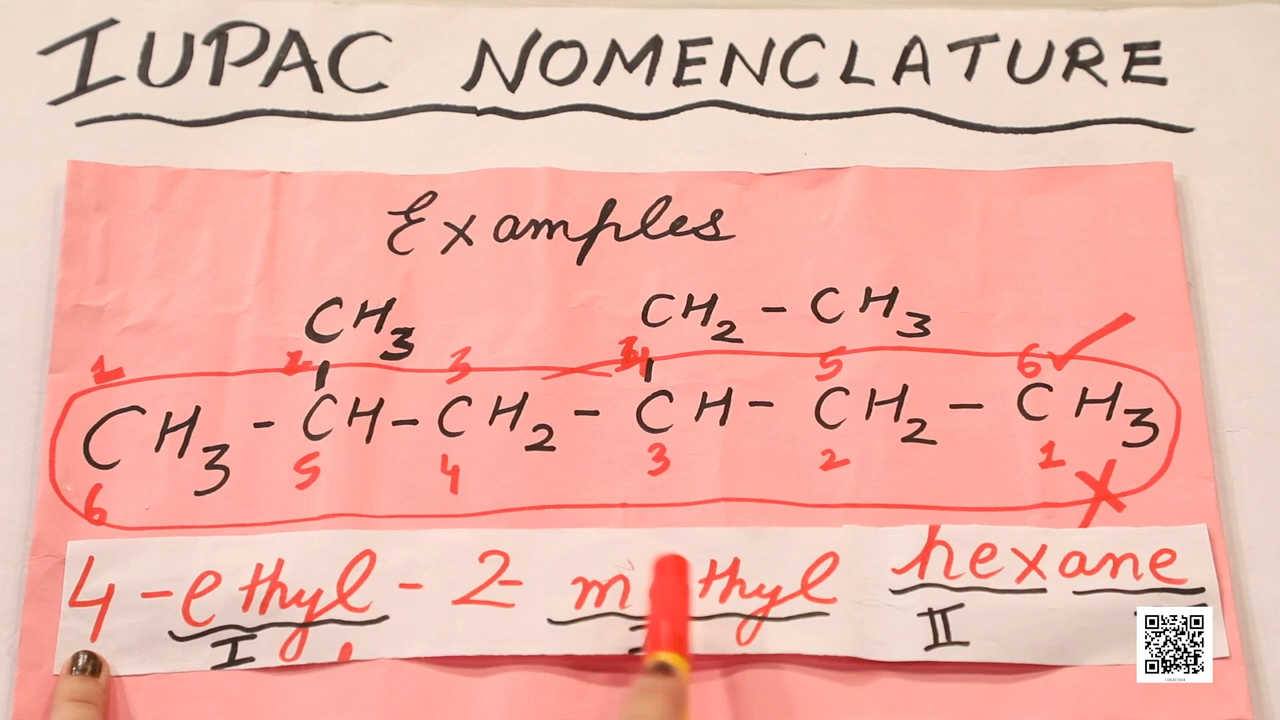 IUPAC NOMENCLATURE
Examples
CH3 CH2 - CH3
1 2 3 4 5 6 ✓
CH3 - CH - CH2 - CH - CH2 - CH3
6 5 4 3 2 1 ✗
4 - ethyl - 2 - methyl hexane
I II